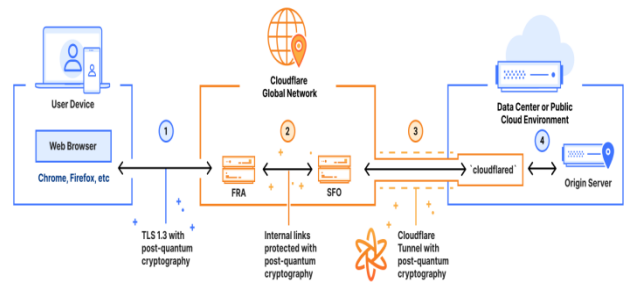 User Device
Web Browser
Chrome, Firefox, etc
1
TLS 1.3 with
post-quantum
cryptography
Cloudflare
Global Network
2
FRA
SFO
Internal links
protected with
post-quantum
cryptography
3
Cloudflare
Tunnel with
post-quantum
cryptography
Data Center or Public
Cloud Environment
`cloudflared`
4
Origin Server